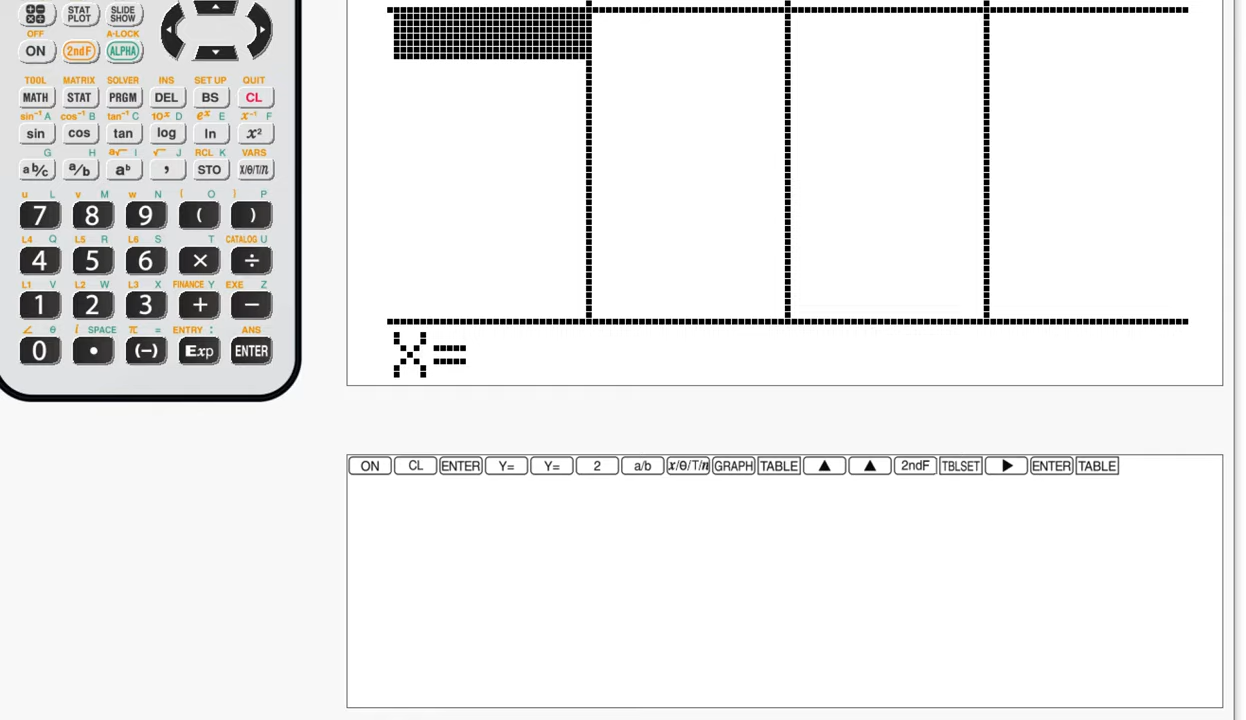 STAT PLOT SLIDE SHOW
OFF A-LOCK
ON 2ndF ALPHA
TOOL MATRIX SOLVER INS SET UP QUIT
MATH STAT PRGM DEL BS CL
sin⁻¹ A cos⁻¹ B tan⁻¹ C 10ˣ D eˣ E x⁻¹ F
sin cos tan log ln x²
G H a√ I √ J RCL K VARS
a b/c a/b aᵇ , STO X/θ/T/n
u L v M w N ( O ) P
7 8 9 ( )
L4 Q L5 R L6 S T CATALOG U
4 5 6 × ÷
L1 V L2 W L3 X FINANCE Y EXE Z
1 2 3 + −
∠ θ i SPACE π = ENTRY : ANS
0 • (−) Exp ENTER
X=
ON CL ENTER Y= Y= 2 a/b x/θ/T/n GRAPH TABLE ▲ ▲ 2ndF TBLSET ▶ ENTER TABLE